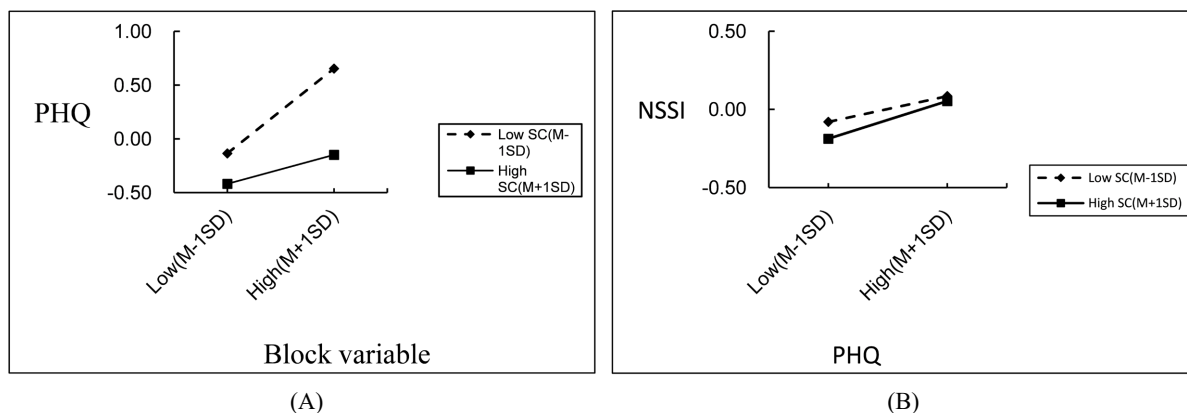 1.00
0.50
PHQ
0.00
-0.50
Low(M-1SD)
High(M+1SD)
Block variable
Low SC(M-
1SD)
High
SC(M+1SD)
(A)
0.50
NSSI
0.00
-0.50
Low(M-1SD)
High(M+1SD)
PHQ
Low SC(M-1SD)
High SC(M+1SD)
(B)